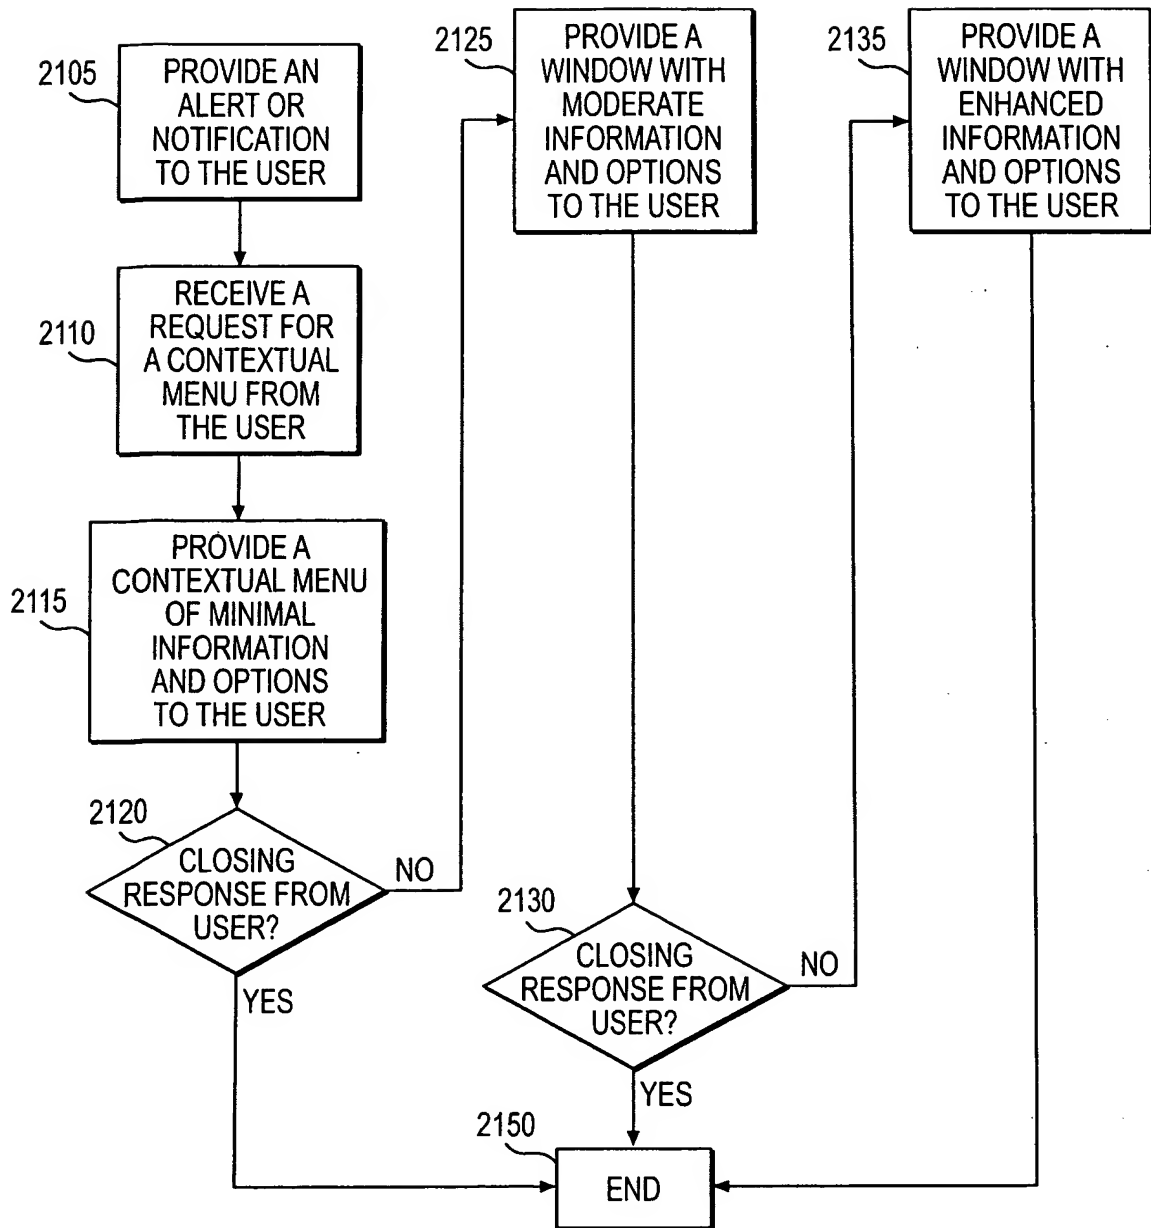 2105
PROVIDE AN
ALERT OR
NOTIFICATION
TO THE USER
2110
RECEIVE A
REQUEST FOR
A CONTEXTUAL
MENU FROM
THE USER
2115
PROVIDE A
CONTEXTUAL MENU
OF MINIMAL
INFORMATION
AND OPTIONS
TO THE USER
2120
CLOSING
RESPONSE FROM
USER?
NO
YES
2125
PROVIDE A
WINDOW WITH
MODERATE
INFORMATION
AND OPTIONS
TO THE USER
2130
CLOSING
RESPONSE FROM
USER?
NO
YES
2135
PROVIDE A
WINDOW WITH
ENHANCED
INFORMATION
AND OPTIONS
TO THE USER
2150
END